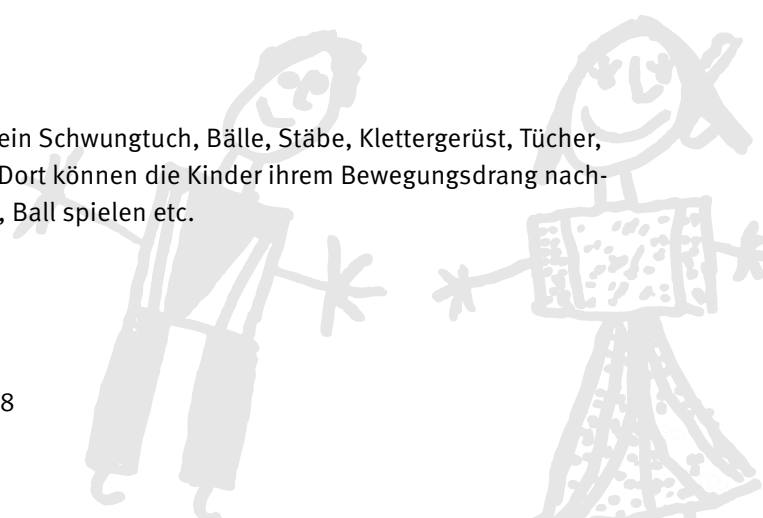 ein Schwungtuch, Bälle, Stäbe, Klettergerüst, Tücher,
Dort können die Kinder ihrem Bewegungsdrang nach-
, Ball spielen etc.
8